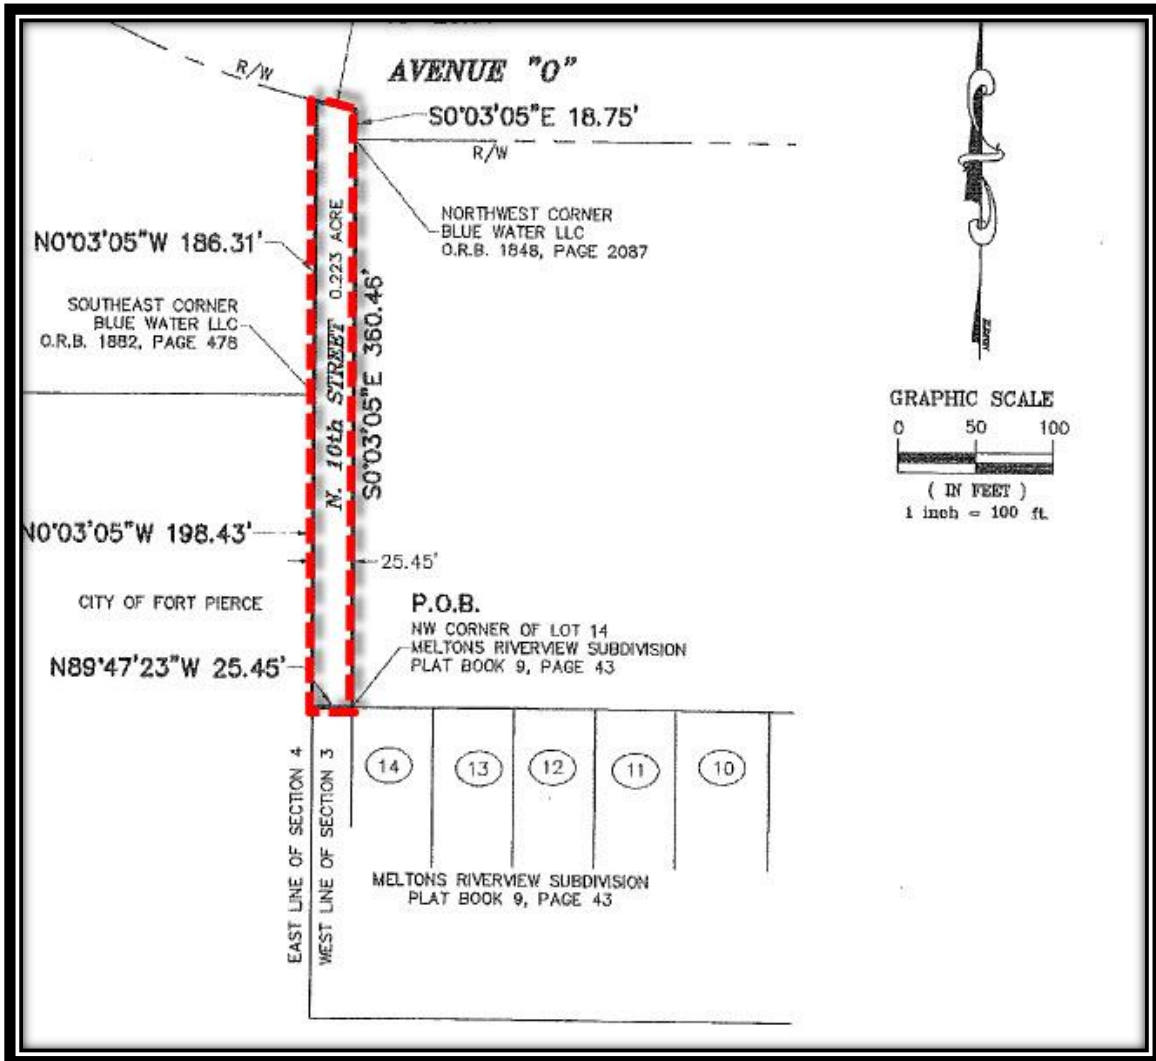 R/W
AVENUE "O"
S0°03'05"E 18.75'
R/W
NORTHWEST CORNER
BLUE WATER LLC
O.R.B. 1848, PAGE 2087
N0°03'05"W 186.31'
SOUTHEAST CORNER
BLUE WATER LLC
O.R.B. 1882, PAGE 478
N. 10th STREET 0.223 ACRE
S0°03'05"E 360.46'
GRAPHIC SCALE
0 50 100
( IN FEET )
1 inch = 100 ft.
N0°03'05"W 198.43'
25.45'
CITY OF FORT PIERCE
P.O.B.
NW CORNER OF LOT 14
MELTONS RIVERVIEW SUBDIVISION
PLAT BOOK 9, PAGE 43
N89°47'23"W 25.45'
14 13 12 11 10
EAST LINE OF SECTION 4
WEST LINE OF SECTION 3
MELTONS RIVERVIEW SUBDIVISION
PLAT BOOK 9, PAGE 43